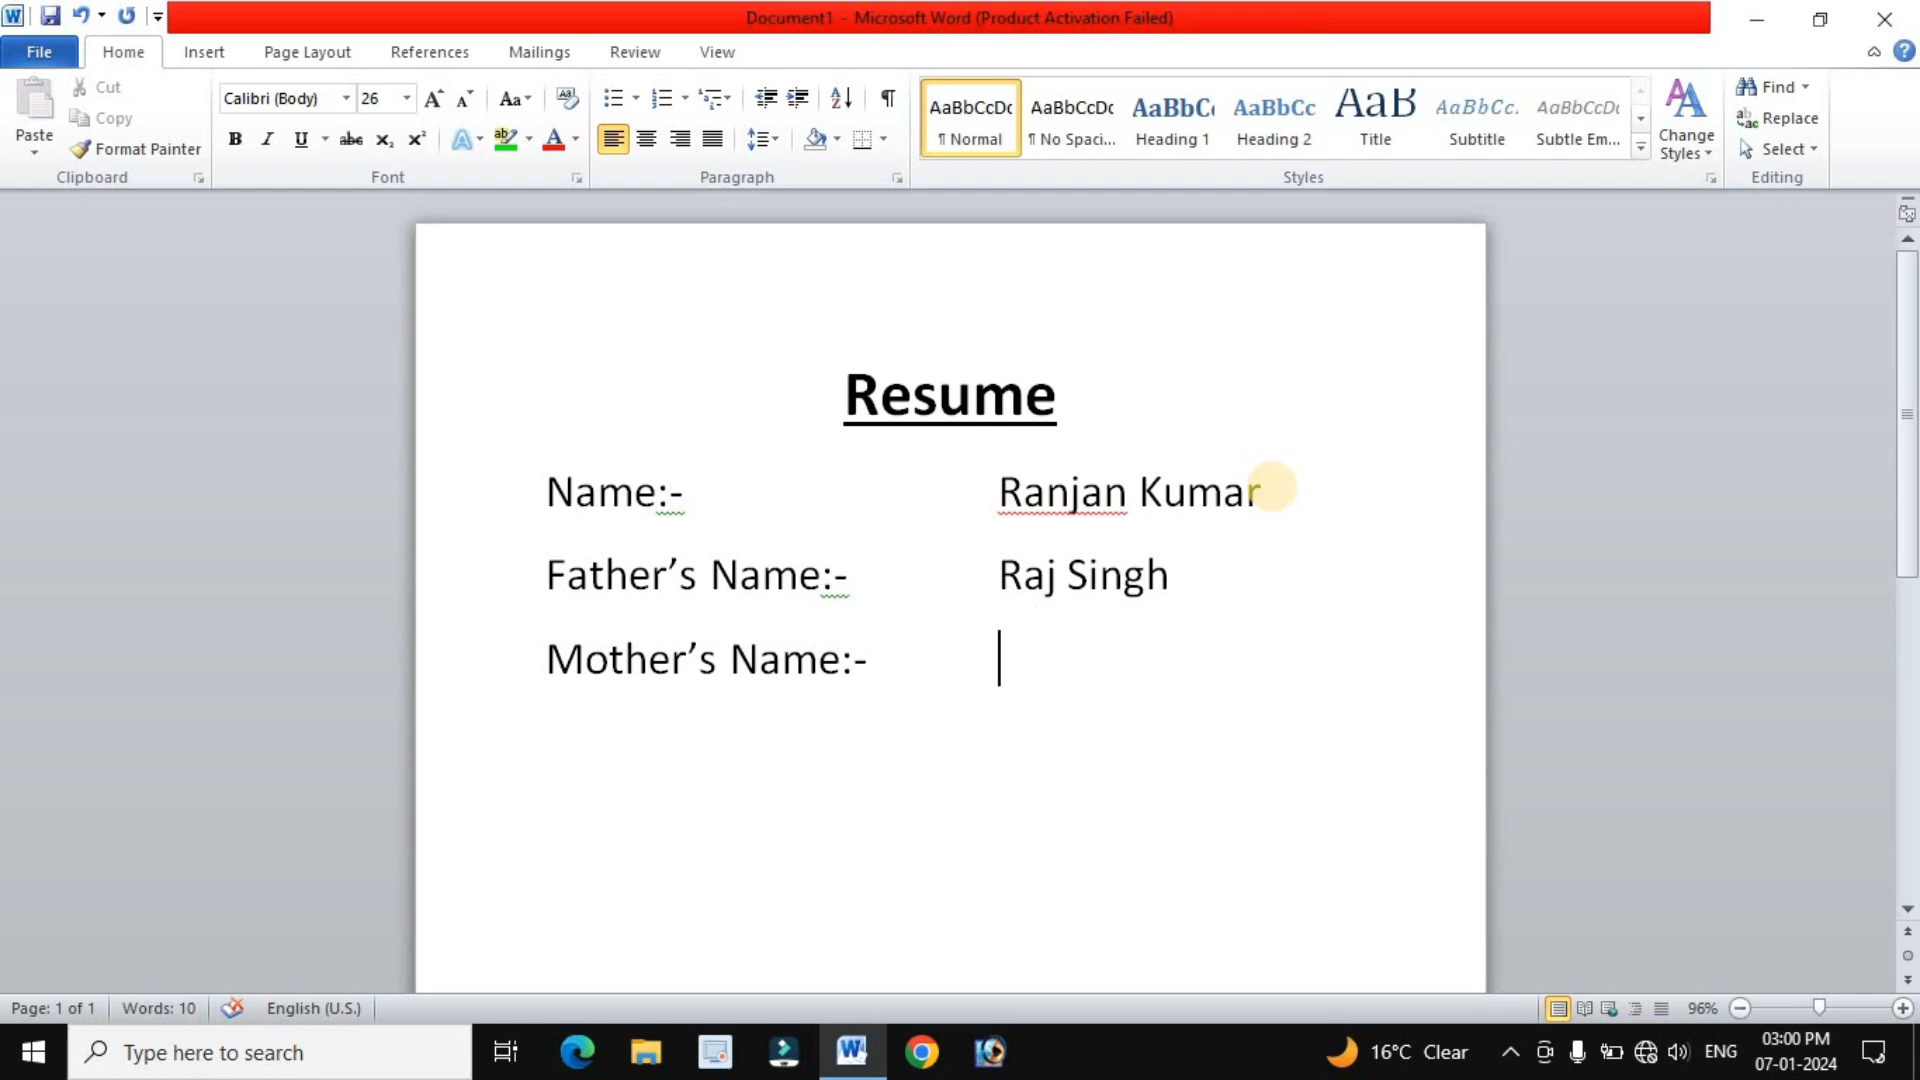 Document1 - Microsoft Word (Product Activation Failed)
File Home Insert Page Layout References Mailings Review View
Paste
Cut
Copy
Format Painter
Clipboard
Calibri (Body) 26
Font
Paragraph
AaBbCcDc AaBbCcDc AaBbC AaBbCc AaB AaBbCc. AaBbCcDc
¶ Normal ¶ No Spaci... Heading 1 Heading 2 Title Subtitle Subtle Em...
Styles
Change
Styles
Find
Replace
Select
Editing
Resume
Name:- Ranjan Kumar
Father’s Name:- Raj Singh
Mother’s Name:-
Page: 1 of 1 Words: 10 English (U.S.) 96%
Type here to search
16°C Clear
ENG
03:00 PM
07-01-2024